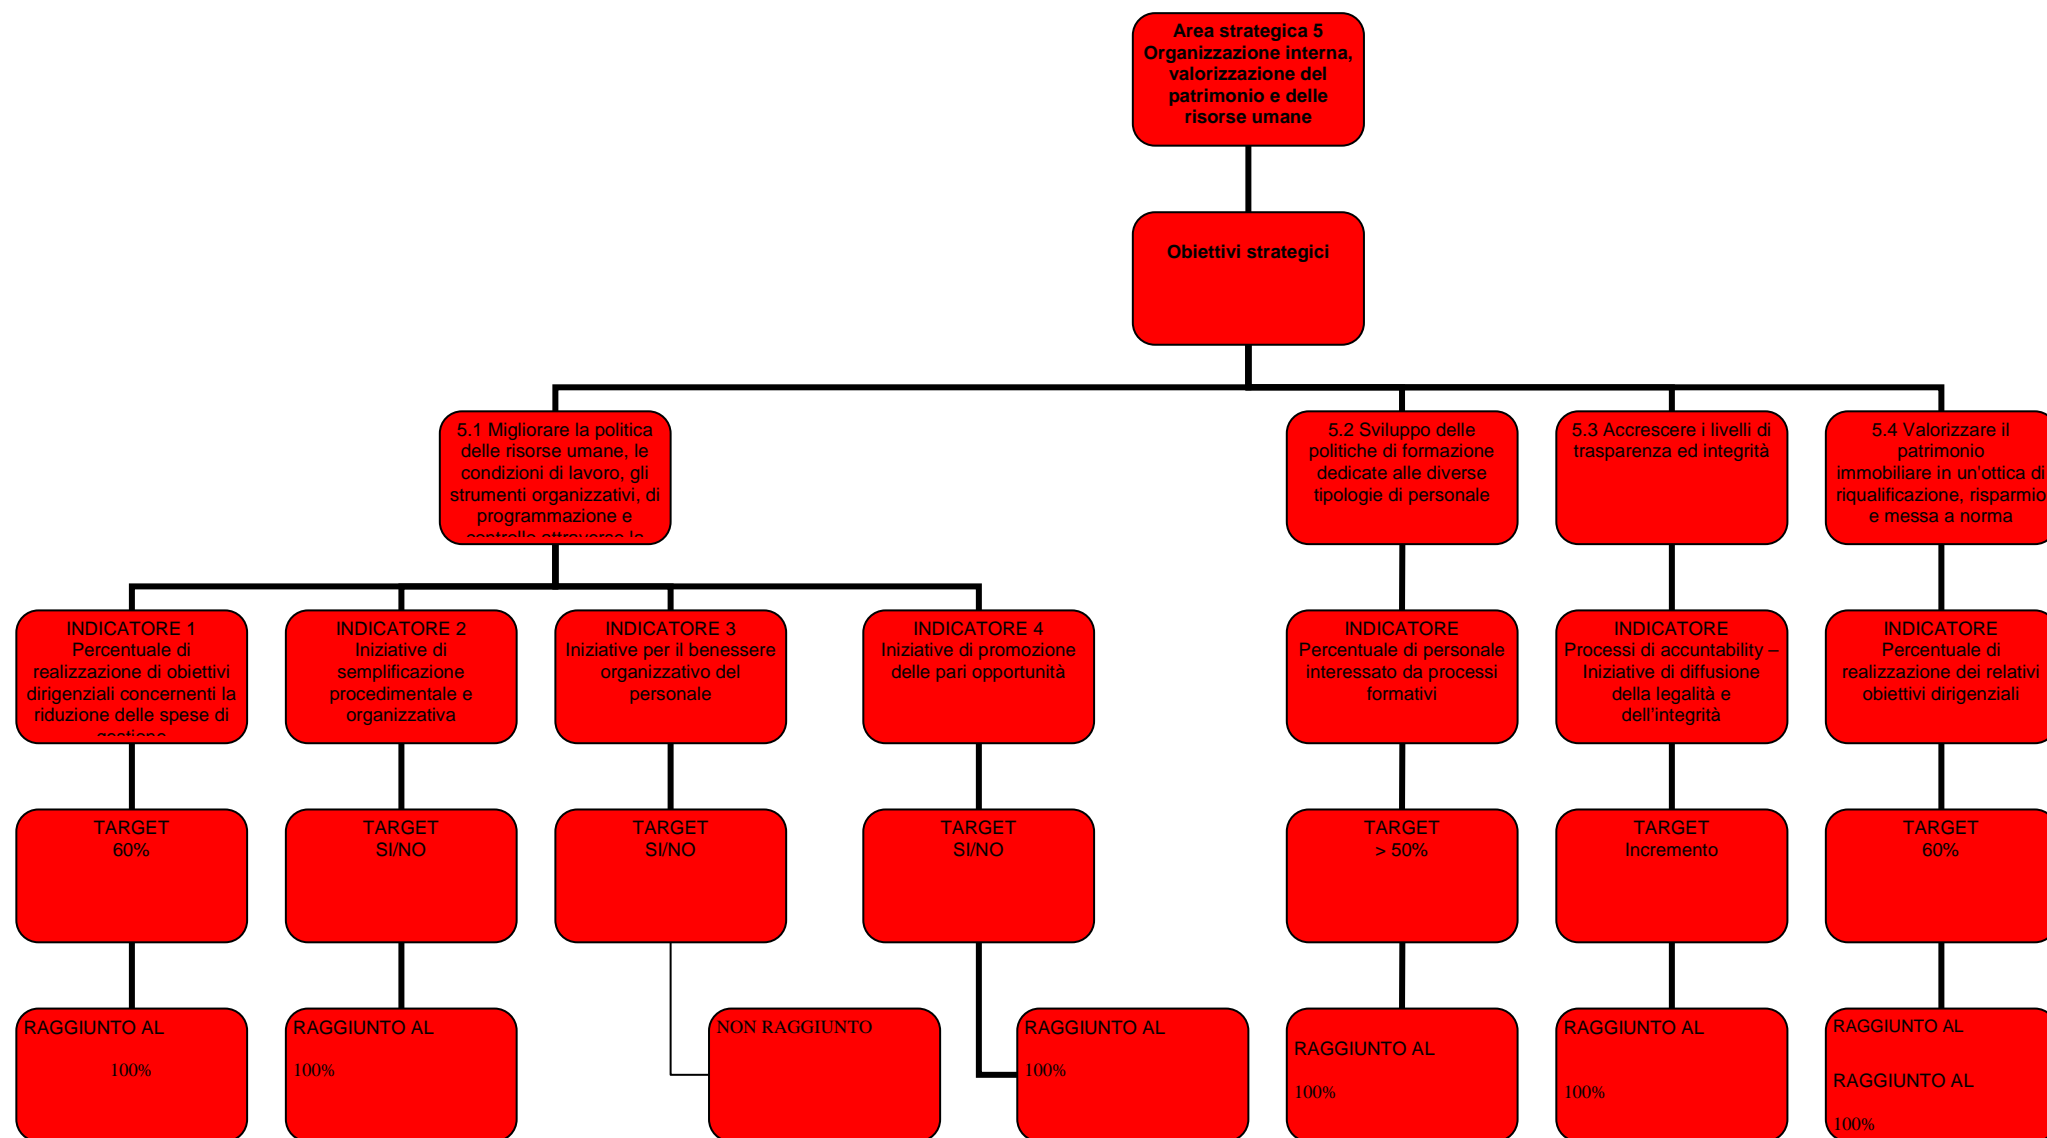 Area strategica 5
Organizzazione interna,
valorizzazione del
patrimonio e delle
risorse umane
Obiettivi strategici
5.1 Migliorare la politica
delle risorse umane, le
condizioni di lavoro, gli
strumenti organizzativi, di
programmazione e
controllo attraverso la
5.2 Sviluppo delle
politiche di formazione
dedicate alle diverse
tipologie di personale
5.3 Accrescere i livelli di
trasparenza ed integrità
5.4 Valorizzare il
patrimonio
immobiliare in un'ottica di
riqualificazione, risparmio
e messa a norma
INDICATORE 1
Percentuale di
realizzazione di obiettivi
dirigenziali concernenti la
riduzione delle spese di
gestione
INDICATORE 2
Iniziative di
semplificazione
procedimentale e
organizzativa
INDICATORE 3
Iniziative per il benessere
organizzativo del
personale
INDICATORE 4
Iniziative di promozione
delle pari opportunità
INDICATORE
Percentuale di personale
interessato da processi
formativi
INDICATORE
Processi di accuntability –
Iniziative di diffusione
della legalità e
dell'integrità
INDICATORE
Percentuale di
realizzazione dei relativi
obiettivi dirigenziali
TARGET
60%
TARGET
SI/NO
TARGET
SI/NO
TARGET
SI/NO
TARGET
> 50%
TARGET
Incremento
TARGET
60%
RAGGIUNTO AL
100%
RAGGIUNTO AL
100%
NON RAGGIUNTO
RAGGIUNTO AL
100%
RAGGIUNTO AL
100%
RAGGIUNTO AL
100%
RAGGIUNTO AL
RAGGIUNTO AL
100%